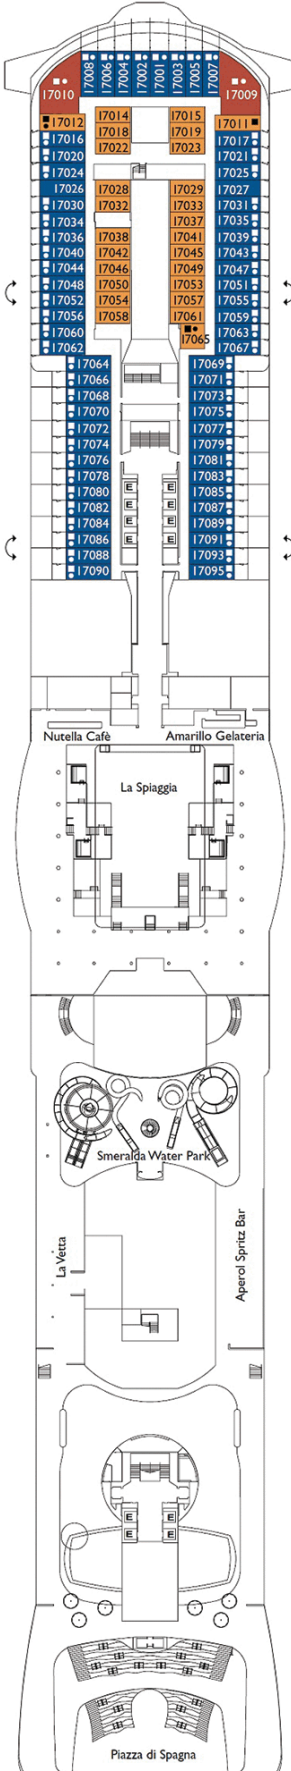 17008 17006 17004 17002 17001 17003 17005 17007
17010 17009
17012 17014 17015 17011
17016 17018 17019 17017
17020 17022 17023 17021
17024 17025
17026 17028 17029 17027
17030 17032 17033 17031
17034 17037 17035
17036 17038 17041 17039
17040 17042 17045 17043
17044 17046 17049 17047
17048 17050 17053 17051
17052 17054 17057 17055
17056 17058 17061 17059
17060 17065 17063
17062 17067
17064 17069
17066 17071
17068 17073
17070 17075
17072 17077
17074 17079
17076 17081
17078 17083
E E
17080 17085
17082 17087
E E
17084 17089
E E
17086 17091
E E
17088 17093
17090 17095
Nutella Cafè Amarillo Gelateria
La Spiaggia
Smeralda Water Park
La Vetta
Aperol Spritz Bar
E E
E E
Piazza di Spagna